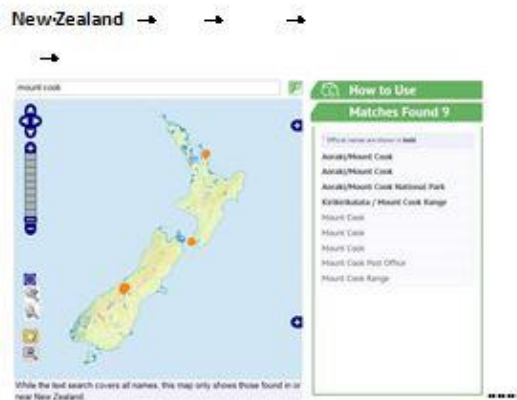 New Zealand → → →
→
mount cook
How to Use
Matches Found 9
* Official names are shown in bold
Aoraki/Mount Cook
Aoraki/Mount Cook
Aoraki/Mount Cook National Park
Kirikirikatata / Mount Cook Range
Mount Cook
Mount Cook
Mount Cook
Mount Cook Post Office
Mount Cook Range
While the text search covers all names, this map only shows those found in or
near New Zealand.